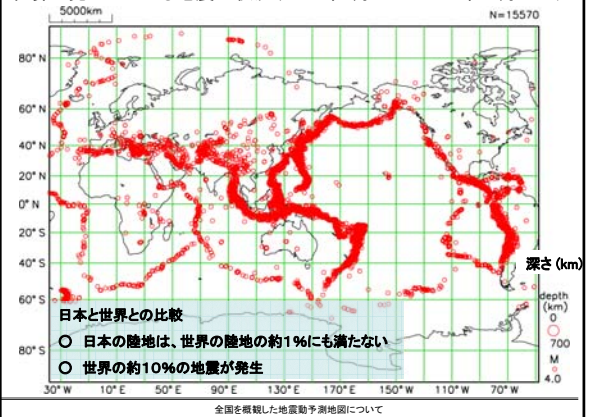 5000km
N=15570
80°N
60°N
40°N
20°N
0°N
20°S
40°S
60°S
80°S
深さ(km)
depth
(km)
0
700
M
4.0
日本と世界との比較
○ 日本の陸地は、世界の陸地の約1%にも満たない
○ 世界の約10%の地震が発生
30°W 10°E 50°E 90°E 130°E 170°E 150°W 110°W 70°W
全国を概観した地震動予測地図について